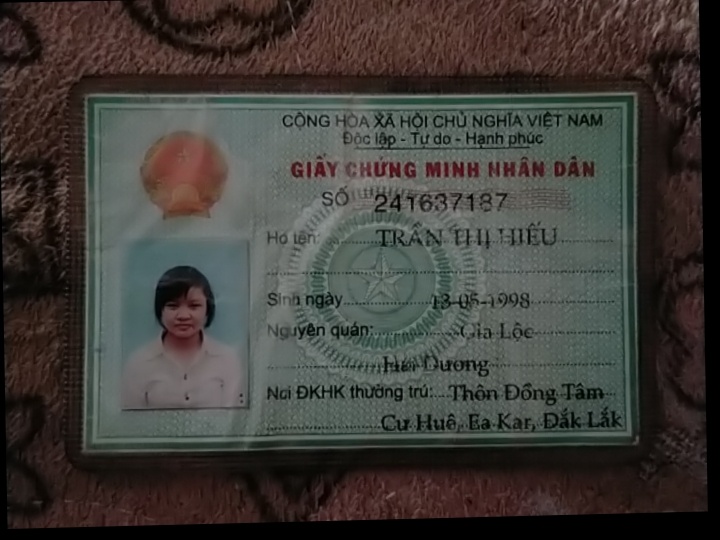 CỘNG HÒA XÃ HỘI CHỦ NGHĨA VIỆT NAM
Độc lập - Tự do - Hạnh phúc
GIẤY CHỨNG MINH NHÂN DÂN
SỐ 241637187
Họ tên: TRẦN THỊ HIẾU
Sinh ngày 13-05-1998
Nguyên quán: Gia Lộc
Hải Dương
Nơi ĐKHK thường trú: Thôn Đồng Tâm
Cư Huê, Ea Kar, Đắk Lắk